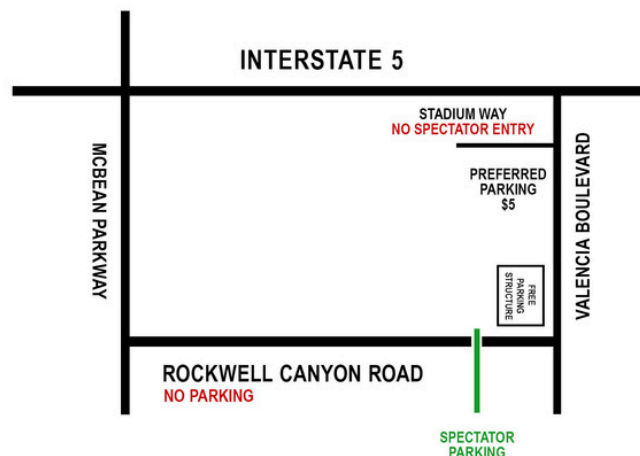 INTERSTATE 5
STADIUM WAY
NO SPECTATOR ENTRY
MCBEAN PARKWAY
PREFERRED
PARKING
$5
VALENCIA BOULEVARD
FREE
PARKING
STRUCTURE
ROCKWELL CANYON ROAD
NO PARKING
SPECTATOR
PARKING